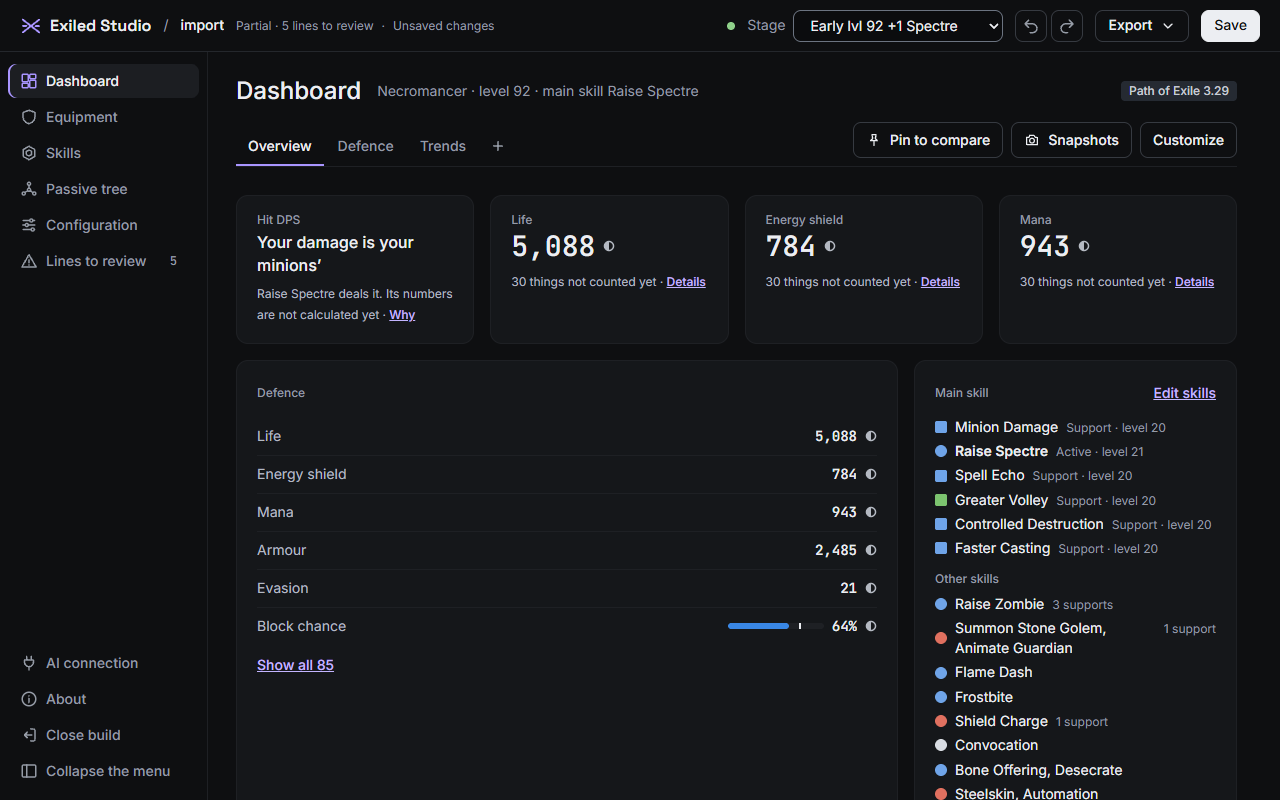 Exiled Studio / import Partial · 5 lines to review · Unsaved changes
Stage Early lvl 92 +1 Spectre Export Save
Dashboard
Equipment
Skills
Passive tree
Configuration
Lines to review 5
AI connection
About
Close build
Collapse the menu
Dashboard Necromancer · level 92 · main skill Raise Spectre
Path of Exile 3.29
Overview Defence Trends +
Pin to compare Snapshots Customize
Hit DPS
Your damage is your
minions’
Raise Spectre deals it. Its numbers
are not calculated yet · Why
Life
5,088
30 things not counted yet · Details
Energy shield
784
30 things not counted yet · Details
Mana
943
30 things not counted yet · Details
Defence
Life 5,088
Energy shield 784
Mana 943
Armour 2,485
Evasion 21
Block chance 64%
Show all 85
Main skill Edit skills
Minion Damage Support · level 20
Raise Spectre Active · level 21
Spell Echo Support · level 20
Greater Volley Support · level 20
Controlled Destruction Support · level 20
Faster Casting Support · level 20
Other skills
Raise Zombie 3 supports
Summon Stone Golem, 1 support
Animate Guardian
Flame Dash
Frostbite
Shield Charge 1 support
Convocation
Bone Offering, Desecrate
Steelskin, Automation